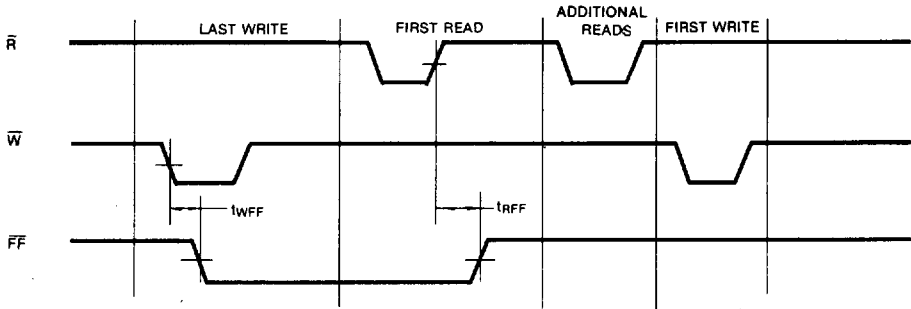 LAST WRITE
FIRST READ
ADDITIONAL
READS
FIRST WRITE
R̅
W̅
tWFF
tRFF
F̅F̅